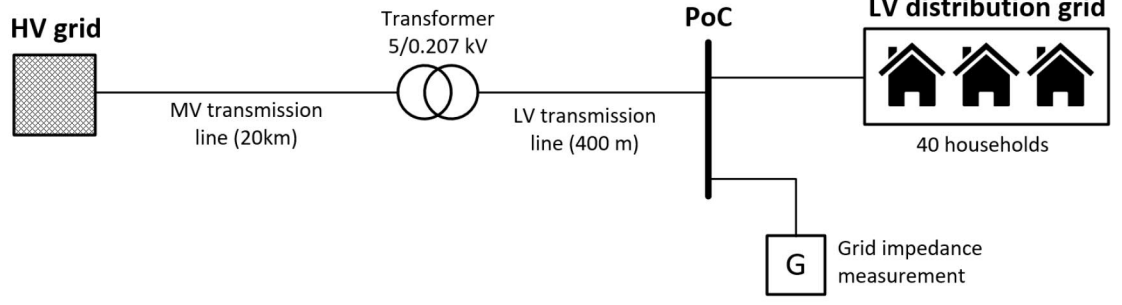 HV grid
Transformer
5/0.207 kV
MV transmission
line (20km)
LV transmission
line (400 m)
PoC
LV distribution grid
40 households
G
Grid impedance
measurement